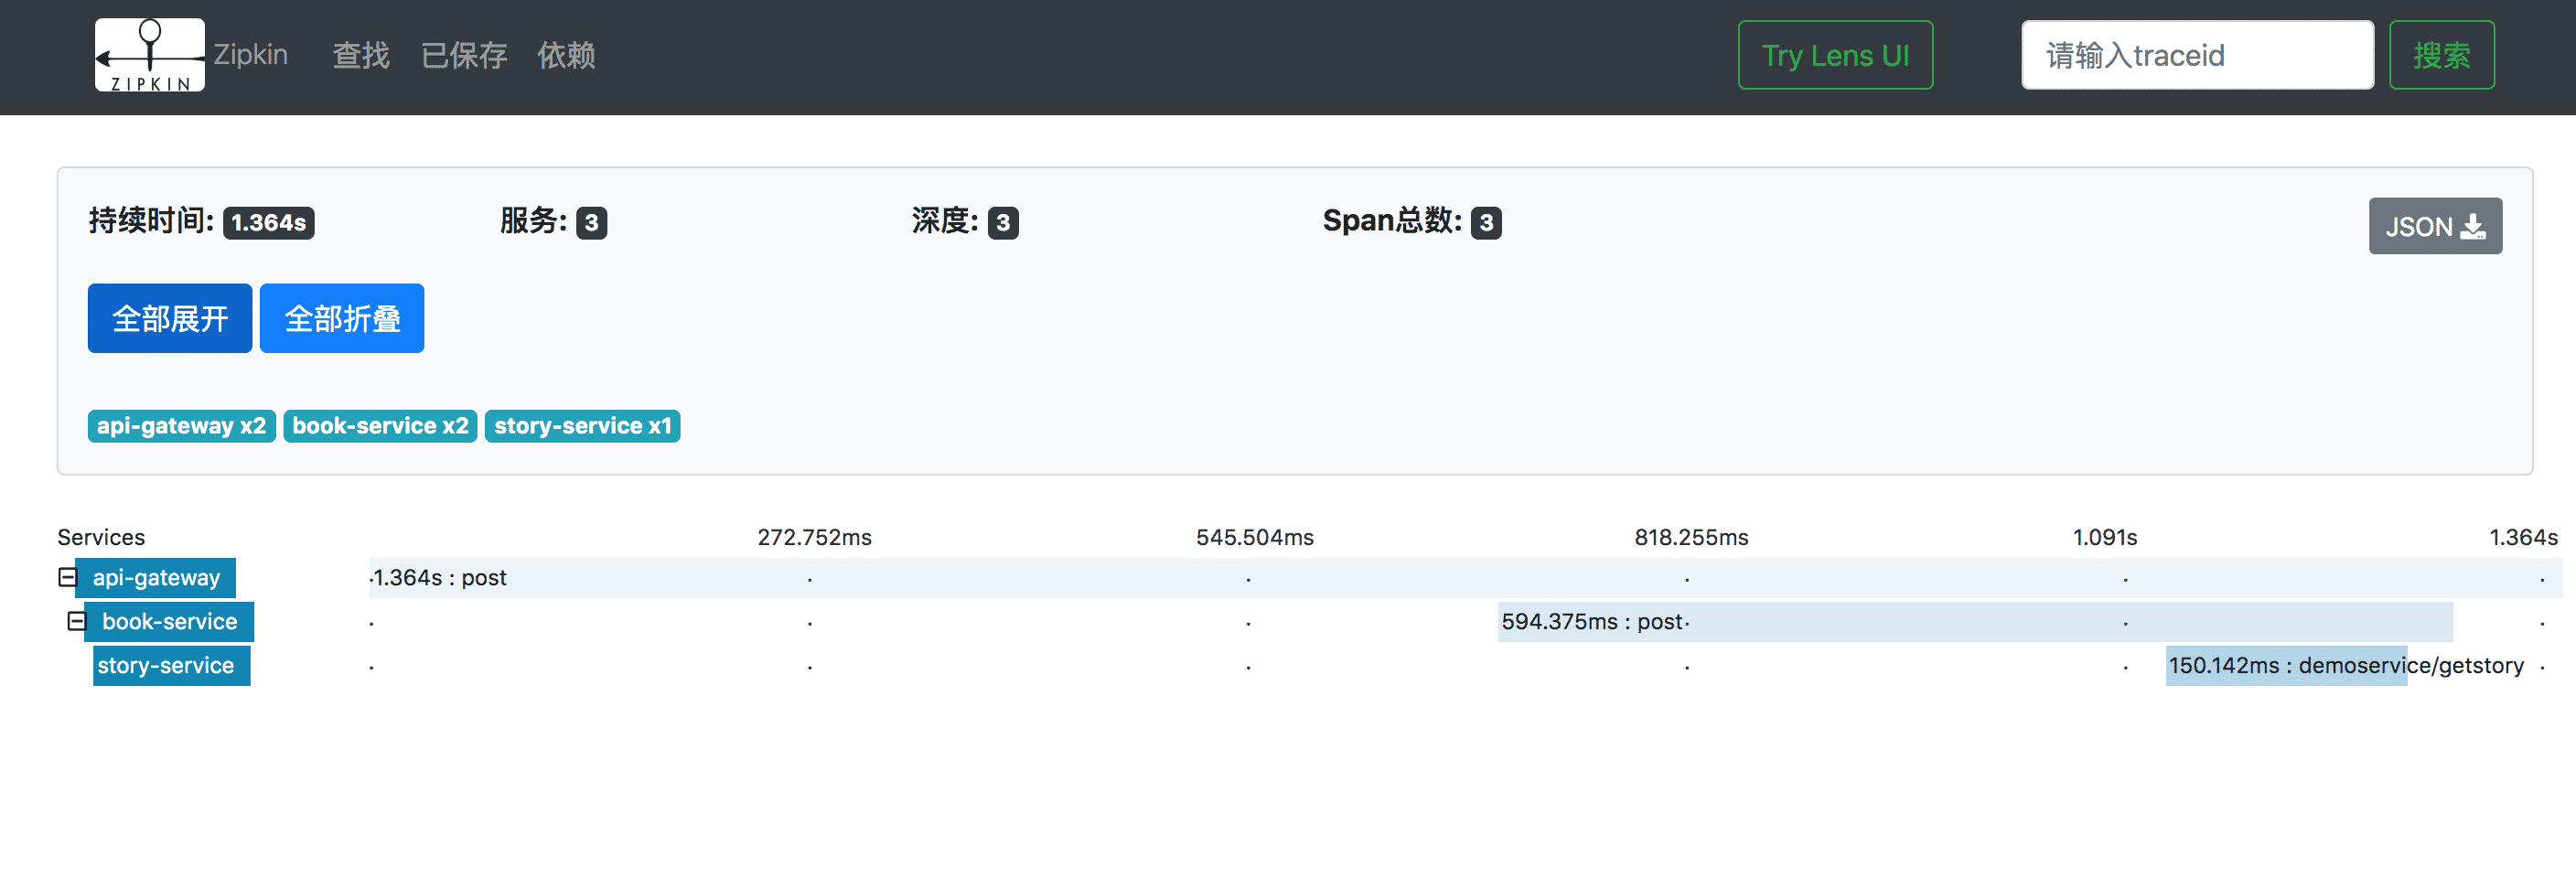 ZIPKIN Zipkin 查找 已保存 依赖 Try Lens UI 请输入traceid 搜索
持续时间: 1.364s 服务: 3 深度: 3 Span总数: 3 JSON
全部展开 全部折叠
api-gateway x2 book-service x2 story-service x1
Services 272.752ms 545.504ms 818.255ms 1.091s 1.364s
api-gateway 1.364s : post
book-service 594.375ms : post
story-service 150.142ms : demoservice/getstory